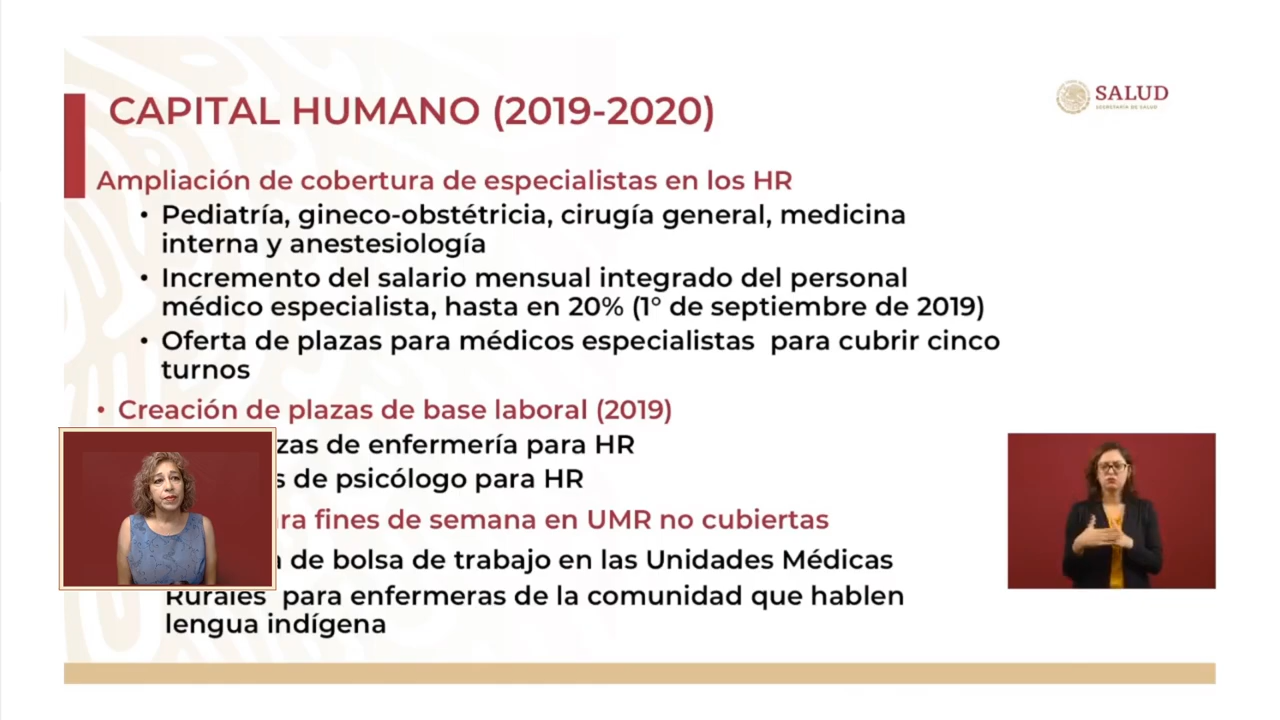 CAPITAL HUMANO (2019-2020)
SALUD
SECRETARÍA DE SALUD
Ampliación de cobertura de especialistas en los HR
• Pediatría, gineco-obstétricia, cirugía general, medicina
interna y anestesiología
• Incremento del salario mensual integrado del personal
médico especialista, hasta en 20% (1° de septiembre de 2019)
• Oferta de plazas para médicos especialistas para cubrir cinco
turnos
• Creación de plazas de base laboral (2019)
de enfermería para HR
de psicólogo para HR
fines de semana en UMR no cubiertas
de bolsa de trabajo en las Unidades Médicas
Rurales para enfermeras de la comunidad que hablen
lengua indígena